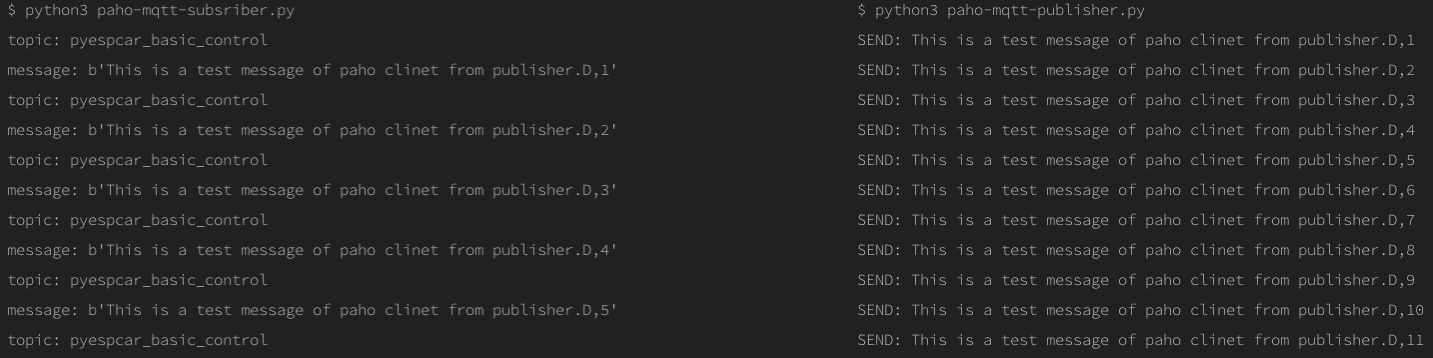 $ python3 paho-mqtt-subsriber.py
topic: pyespcar_basic_control
message: b'This is a test message of paho clinet from publisher.D,1'
topic: pyespcar_basic_control
message: b'This is a test message of paho clinet from publisher.D,2'
topic: pyespcar_basic_control
message: b'This is a test message of paho clinet from publisher.D,3'
topic: pyespcar_basic_control
message: b'This is a test message of paho clinet from publisher.D,4'
topic: pyespcar_basic_control
message: b'This is a test message of paho clinet from publisher.D,5'
topic: pyespcar_basic_control
$ python3 paho-mqtt-publisher.py
SEND: This is a test message of paho clinet from publisher.D,1
SEND: This is a test message of paho clinet from publisher.D,2
SEND: This is a test message of paho clinet from publisher.D,3
SEND: This is a test message of paho clinet from publisher.D,4
SEND: This is a test message of paho clinet from publisher.D,5
SEND: This is a test message of paho clinet from publisher.D,6
SEND: This is a test message of paho clinet from publisher.D,7
SEND: This is a test message of paho clinet from publisher.D,8
SEND: This is a test message of paho clinet from publisher.D,9
SEND: This is a test message of paho clinet from publisher.D,10
SEND: This is a test message of paho clinet from publisher.D,11